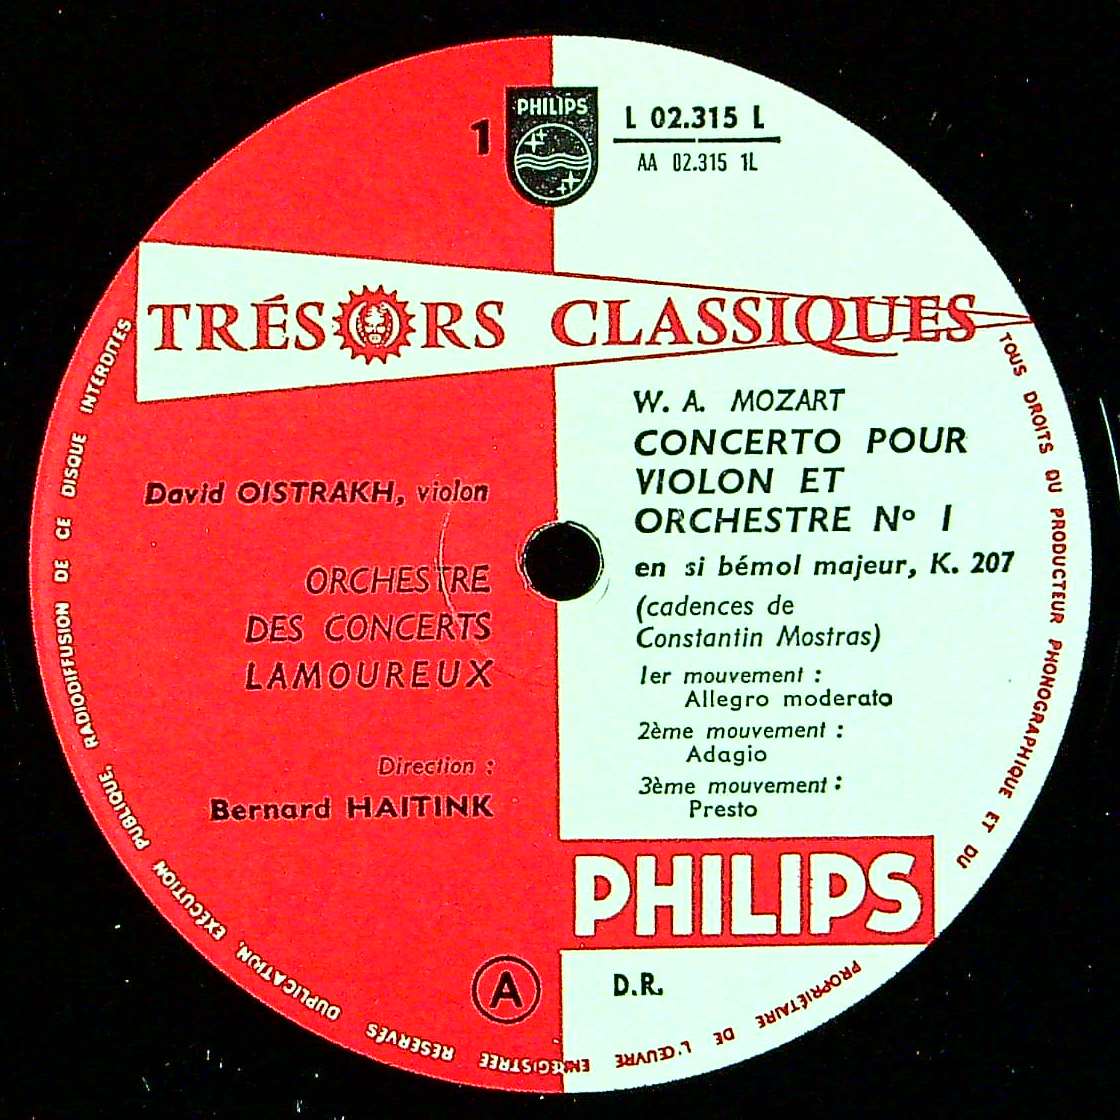 PHILIPS
1
L 02.315 L
AA 02.315 1L
TRÉSORS CLASSIQUES
W. A. MOZART
CONCERTO POUR
VIOLON ET
ORCHESTRE Nº 1
en si bémol majeur, K. 207
(cadences de
Constantin Mostras)
1er mouvement :
Allegro moderato
2ème mouvement :
Adagio
3ème mouvement :
Presto
David OISTRAKH, violon
ORCHESTRE
DES CONCERTS
LAMOUREUX
Direction :
Bernard HAITINK
PHILIPS
A
D.R.
TOUS DROITS DU PRODUCTEUR PHONOGRAPHIQUE ET DU PROPRIÉTAIRE DE L'ŒUVRE ENREGISTRÉE RÉSERVÉS DUPLICATION, EXÉCUTION PUBLIQUE, RADIODIFFUSION DE CE DISQUE INTERDITES